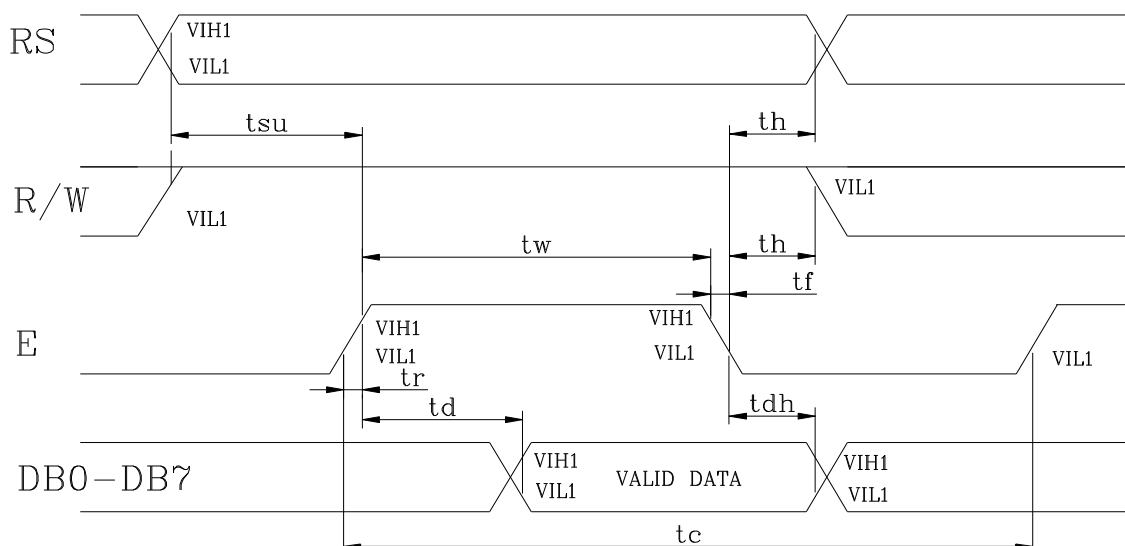 RS
VIH1
VIL1
tsu
th
R/W
VIL1
VIL1
tw
th
tf
E
VIH1
VIL1
VIH1
VIL1
VIL1
tr
td
tdh
DB0-DB7
VIH1
VIL1
VALID DATA
VIH1
VIL1
tc